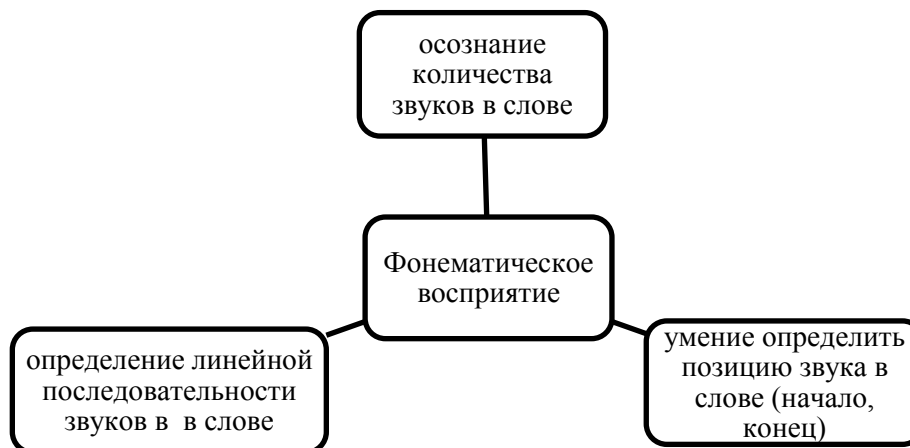 осознание
количества
звуков в слове
Фонематическое
восприятие
определение линейной
последовательности
звуков в  в слове
умение определить
позицию звука в
слове (начало,
конец)